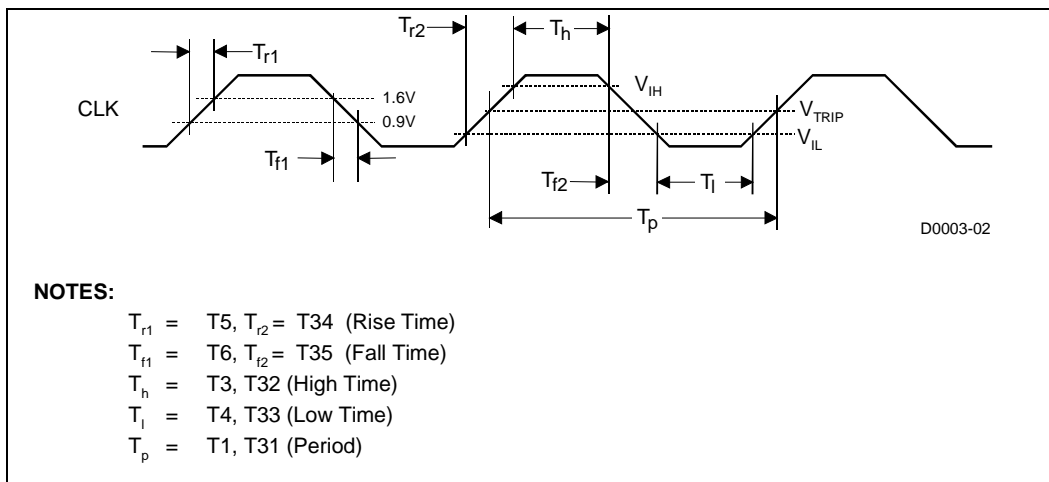 Tr2
Th
Tr1
VIH
CLK
1.6V
VTRIP
0.9V
VIL
Tf1
Tf2
Tl
Tp
D0003-02
NOTES:
Tr1 = T5, Tr2 = T34 (Rise Time)
Tf1 = T6, Tf2 = T35 (Fall Time)
Th = T3, T32 (High Time)
Tl = T4, T33 (Low Time)
Tp = T1, T31 (Period)